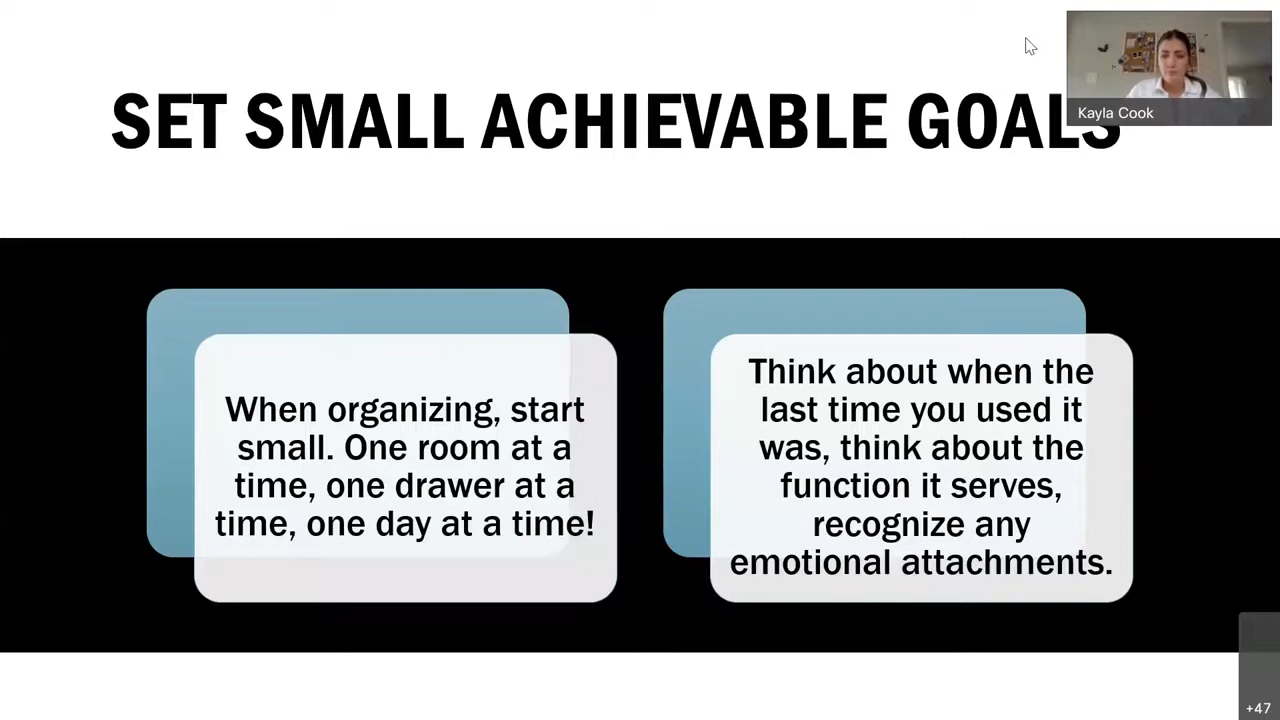 SET SMALL ACHIEVABLE GOALS
Kayla Cook
When organizing, start
small. One room at a
time, one drawer at a
time, one day at a time!
Think about when the
last time you used it
was, think about the
function it serves,
recognize any
emotional attachments.
+47